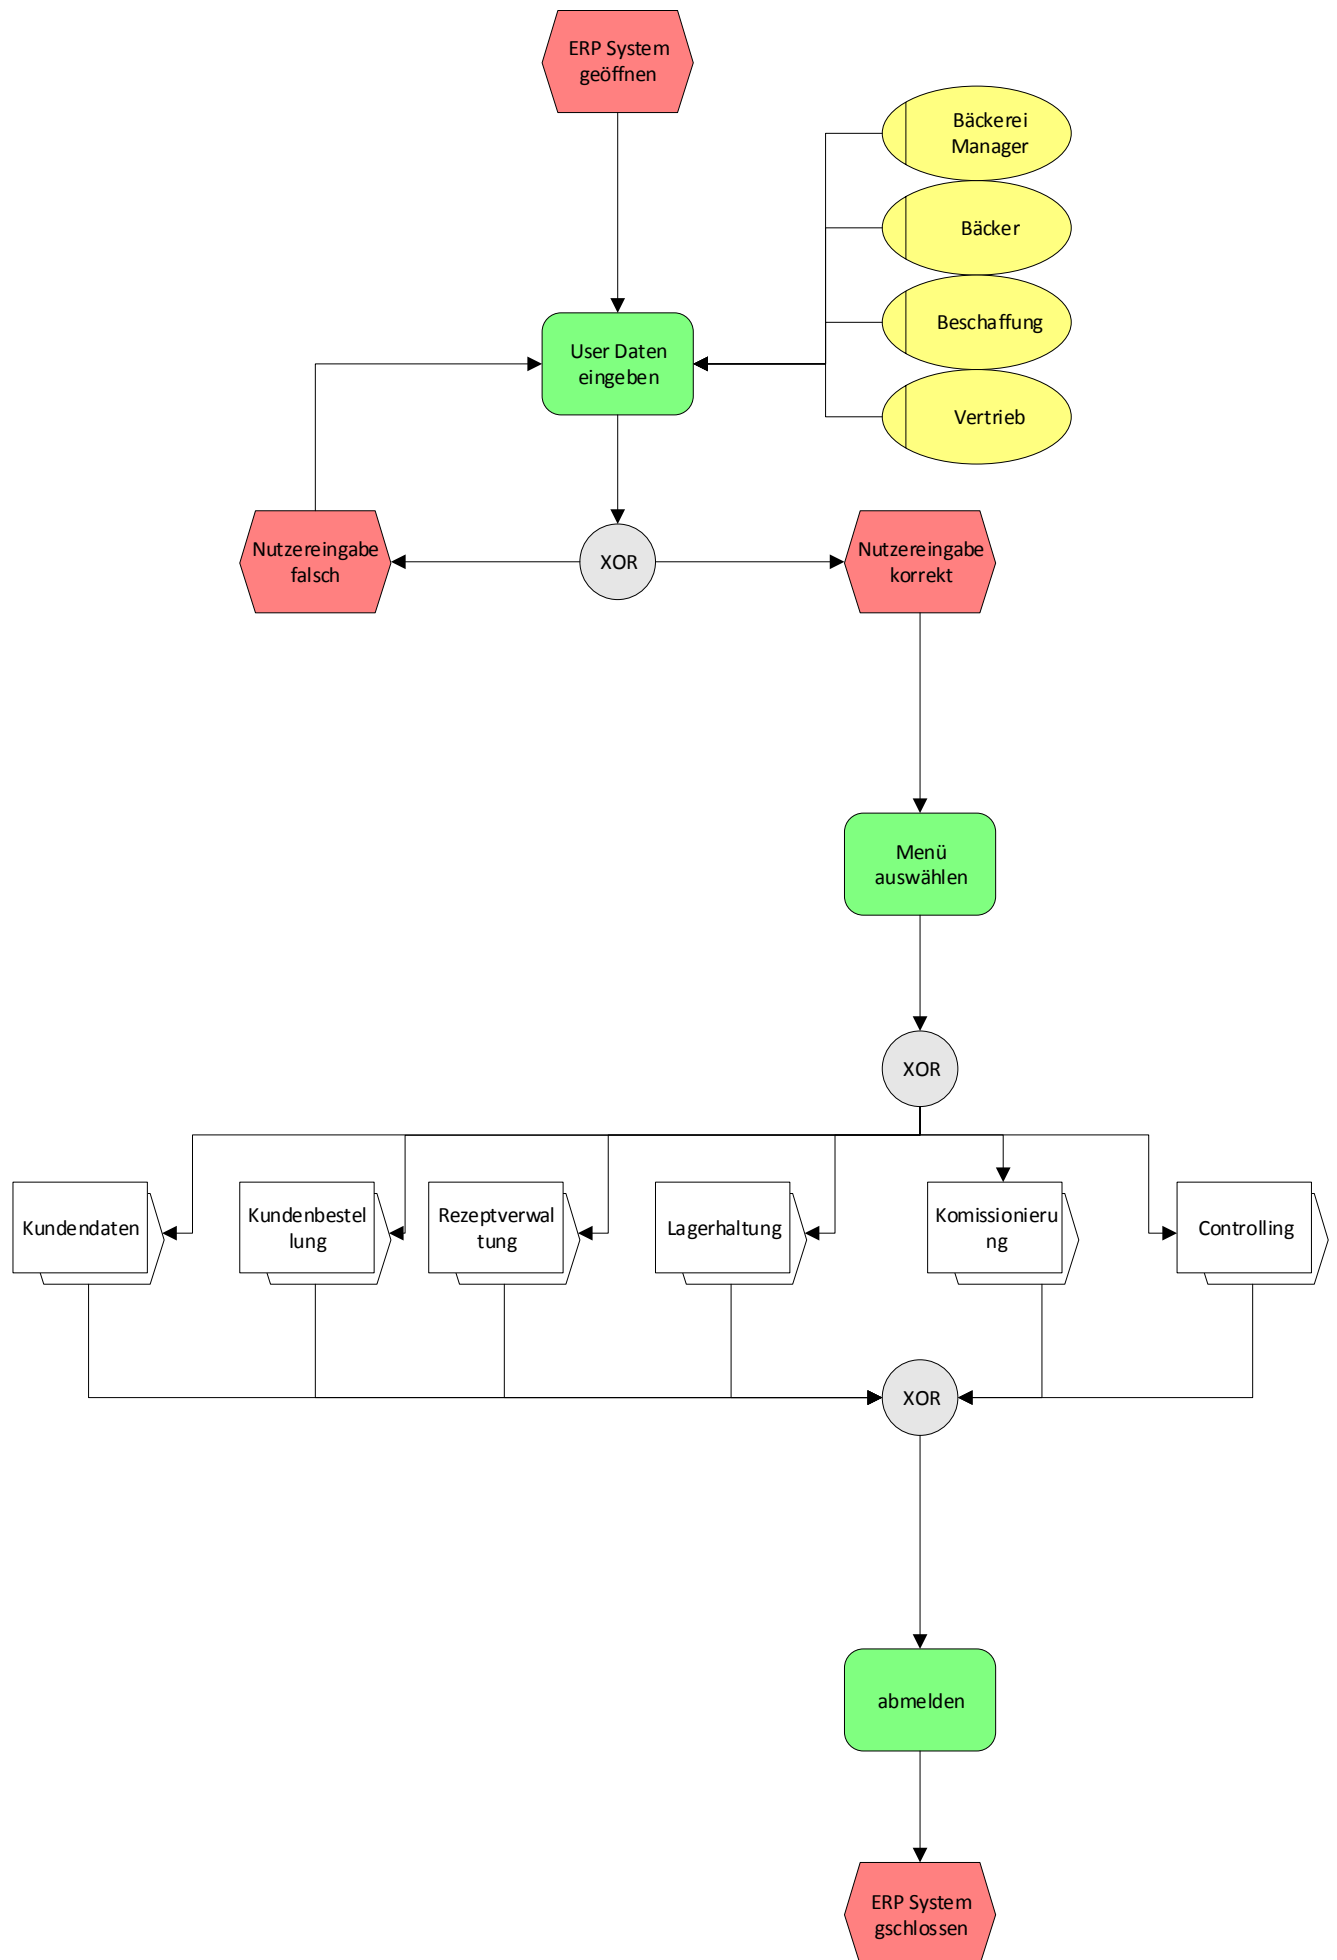 ERP System
geöffnen
Bäckerei
Manager
Bäcker
Beschaffung
Vertrieb
User Daten
eingeben
Nutzereingabe
falsch
XOR
Nutzereingabe
korrekt
Menü
auswählen
XOR
Kundendaten
Kundenbestel
lung
Rezeptverwal
tung
Lagerhaltung
Komissionieru
ng
Controlling
XOR
abmelden
ERP System
gschlossen